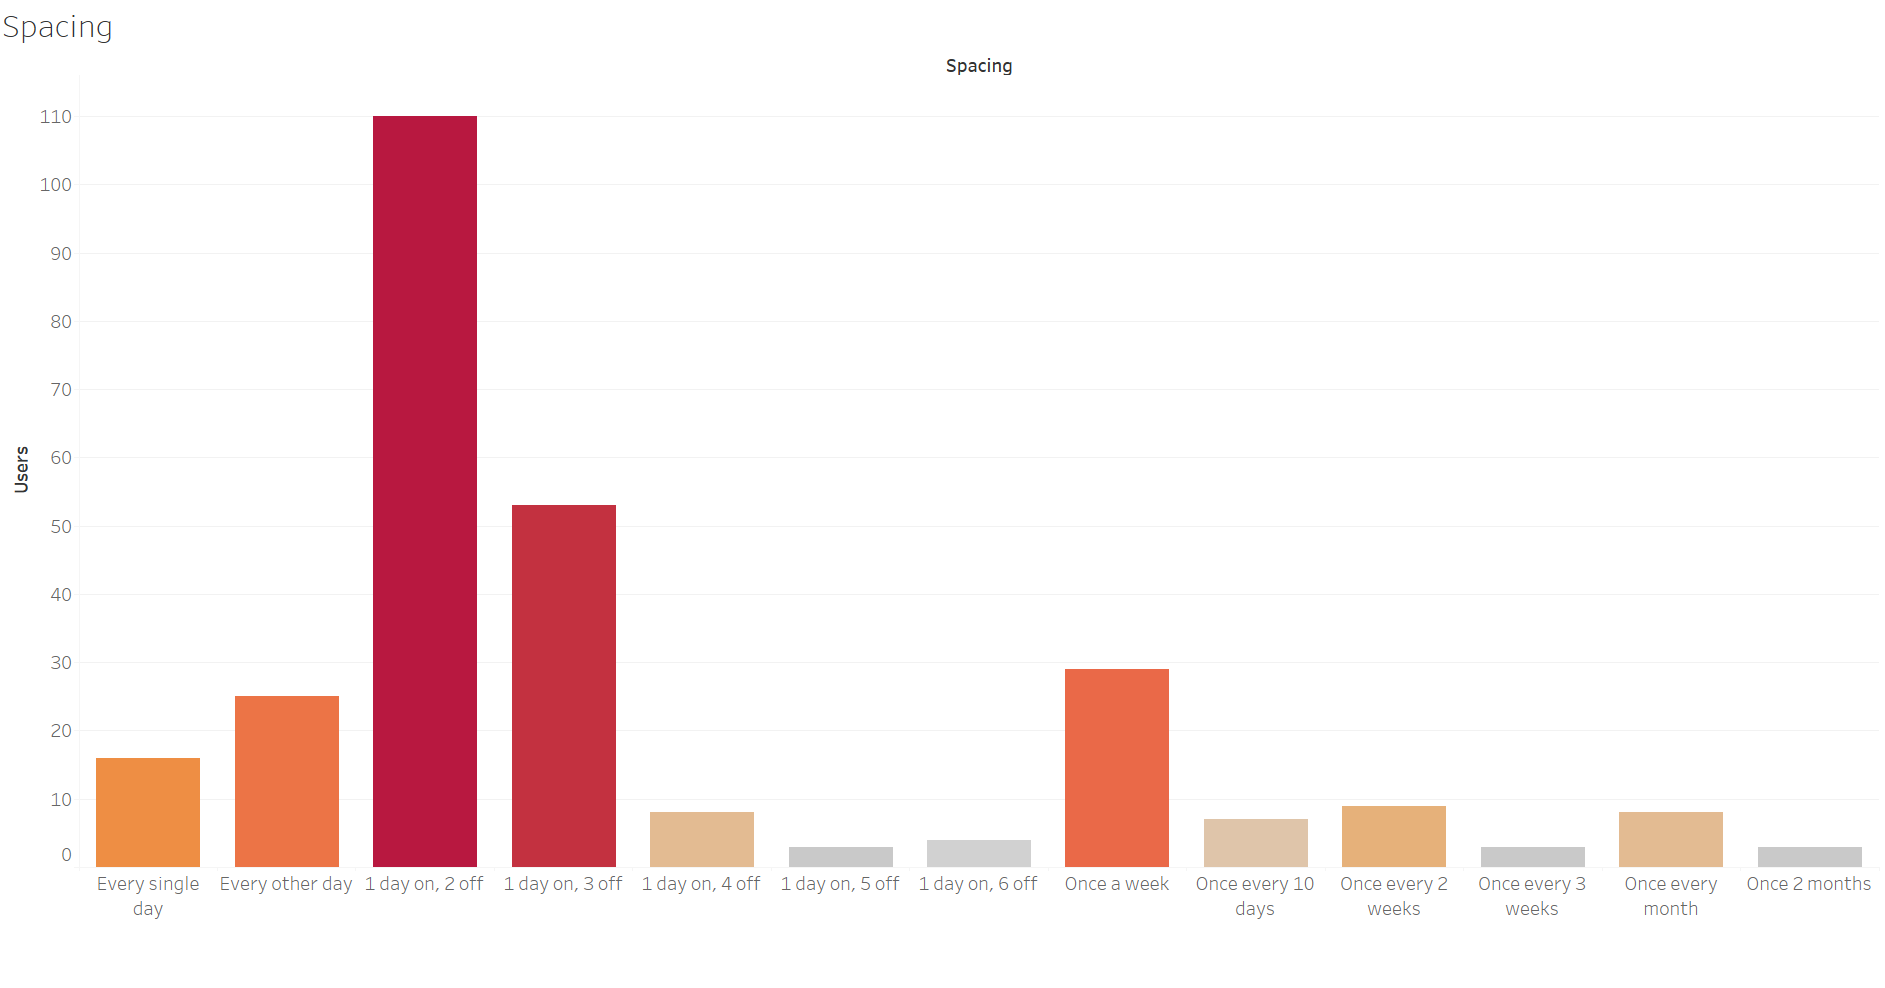 Spacing
Spacing
Users
110
100
90
80
70
60
50
40
30
20
10
0
Every single
day
Every other day
1 day on, 2 off
1 day on, 3 off
1 day on, 4 off
1 day on, 5 off
1 day on, 6 off
Once a week
Once every 10
days
Once every 2
weeks
Once every 3
weeks
Once every
month
Once 2 months